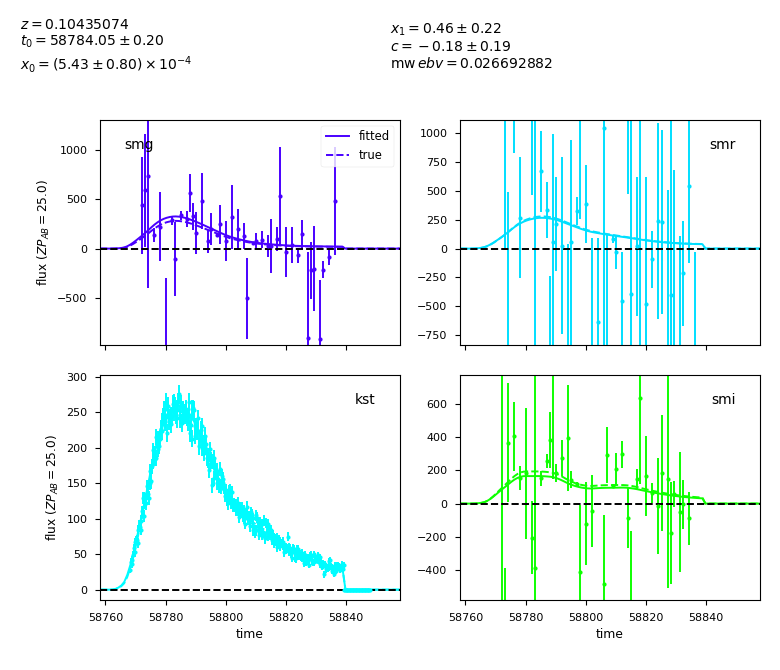 z = 0.10435074
t₀ = 58784.05 ± 0.20
x₀ = (5.43 ± 0.80) × 10⁻⁴
x₁ = 0.46 ± 0.22
c = −0.18 ± 0.19
mw ebv = 0.026692882
smg
fitted
true
1000
500
0
−500
flux (ZP_AB = 25.0)
smr
1000
750
500
250
0
−250
−500
−750
kst
300
250
200
150
100
50
0
flux (ZP_AB = 25.0)
58760 58780 58800 58820 58840
time
smi
600
400
200
0
−200
−400
58760 58780 58800 58820 58840
time